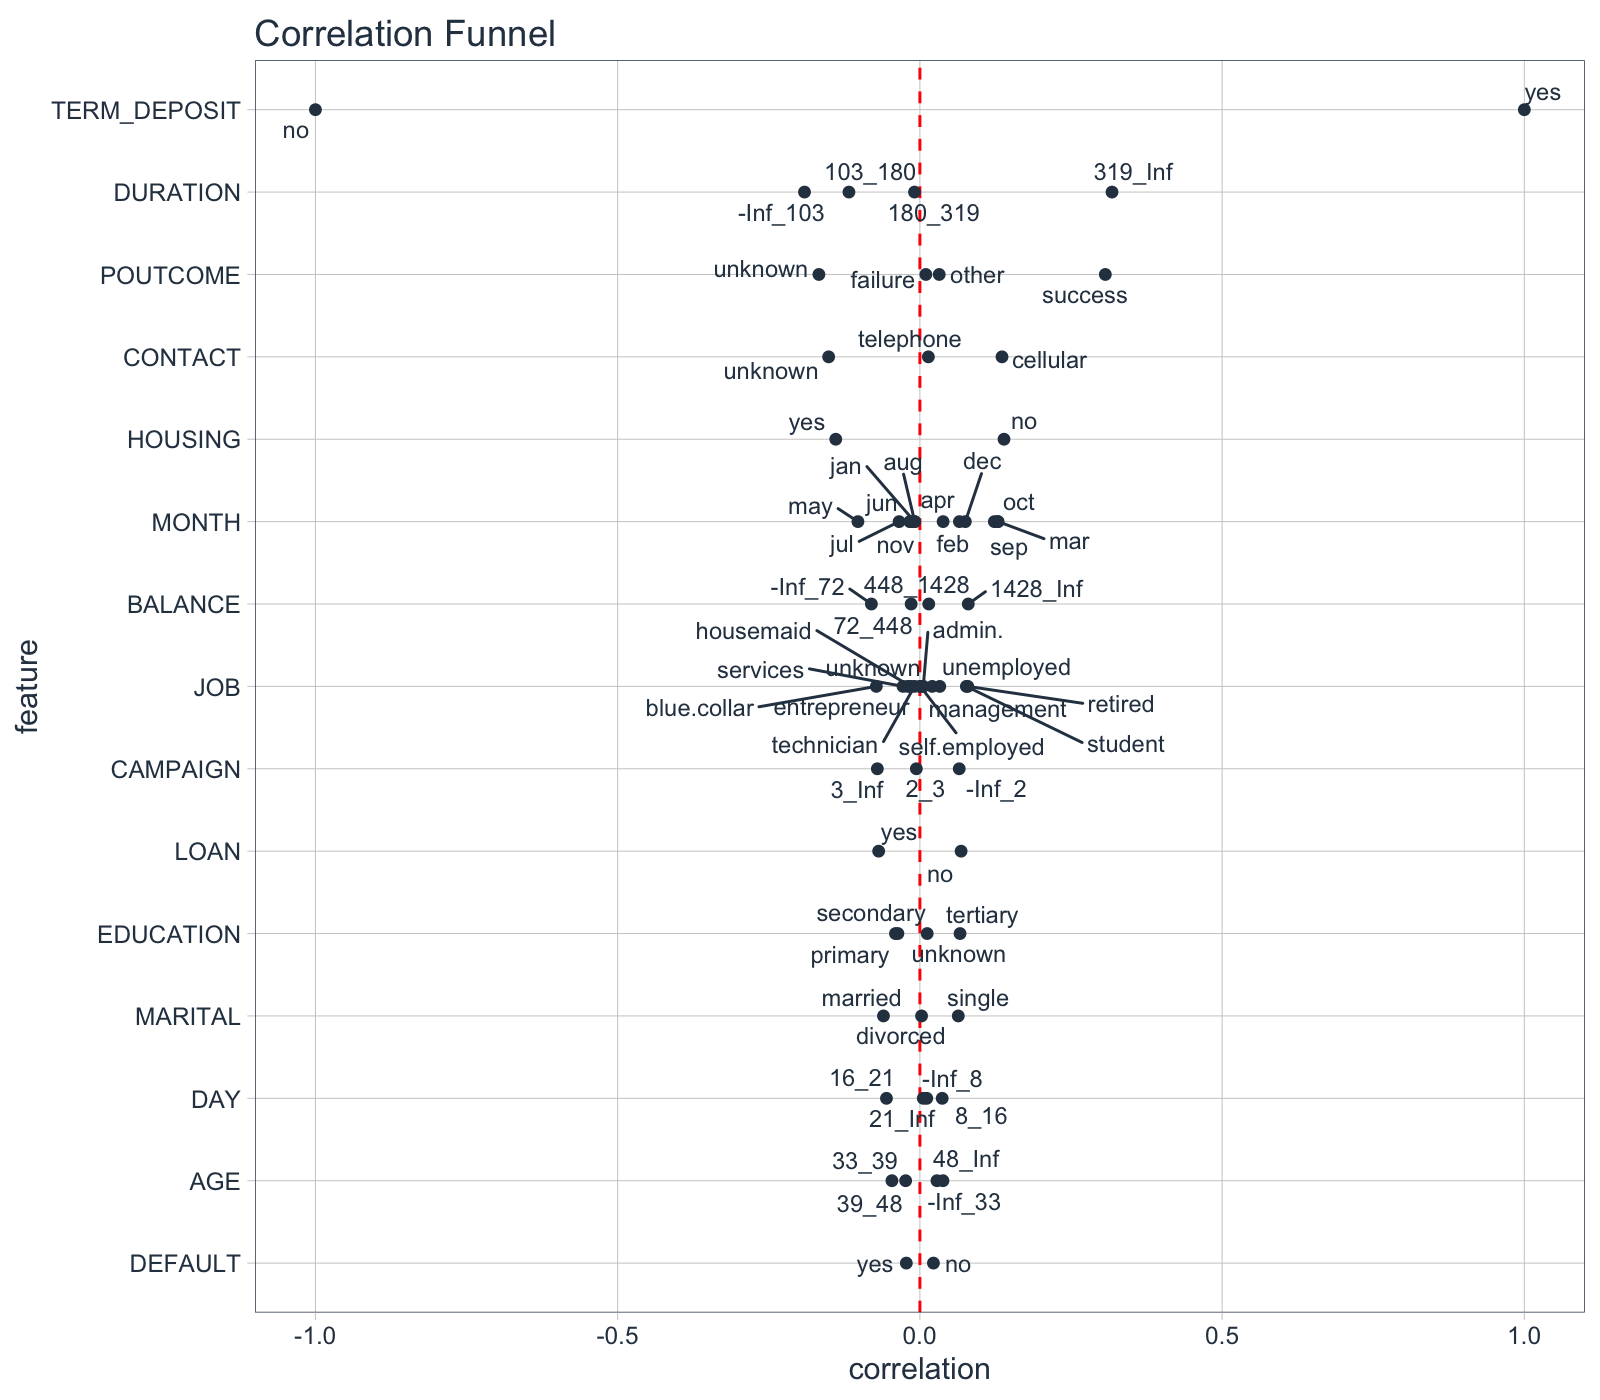 Correlation Funnel
TERM_DEPOSIT
no
yes
DURATION
103_180
319_Inf
-Inf_103
180_319
POUTCOME
unknown
failure
other
success
CONTACT
telephone
unknown
cellular
HOUSING
yes
no
MONTH
jan
aug
dec
may
jun
apr
oct
jul
nov
feb
sep
mar
BALANCE
-Inf_72
448_1428
1428_Inf
72_448
JOB
housemaid
admin.
services
unknown
unemployed
blue.collar
entrepreneur
management
retired
technician
self.employed
student
CAMPAIGN
3_Inf
2_3
-Inf_2
LOAN
yes
no
EDUCATION
secondary
tertiary
primary
unknown
MARITAL
married
single
divorced
DAY
16_21
-Inf_8
21_Inf
8_16
AGE
33_39
48_Inf
39_48
-Inf_33
DEFAULT
yes
no
feature
-1.0
-0.5
0.0
0.5
1.0
correlation